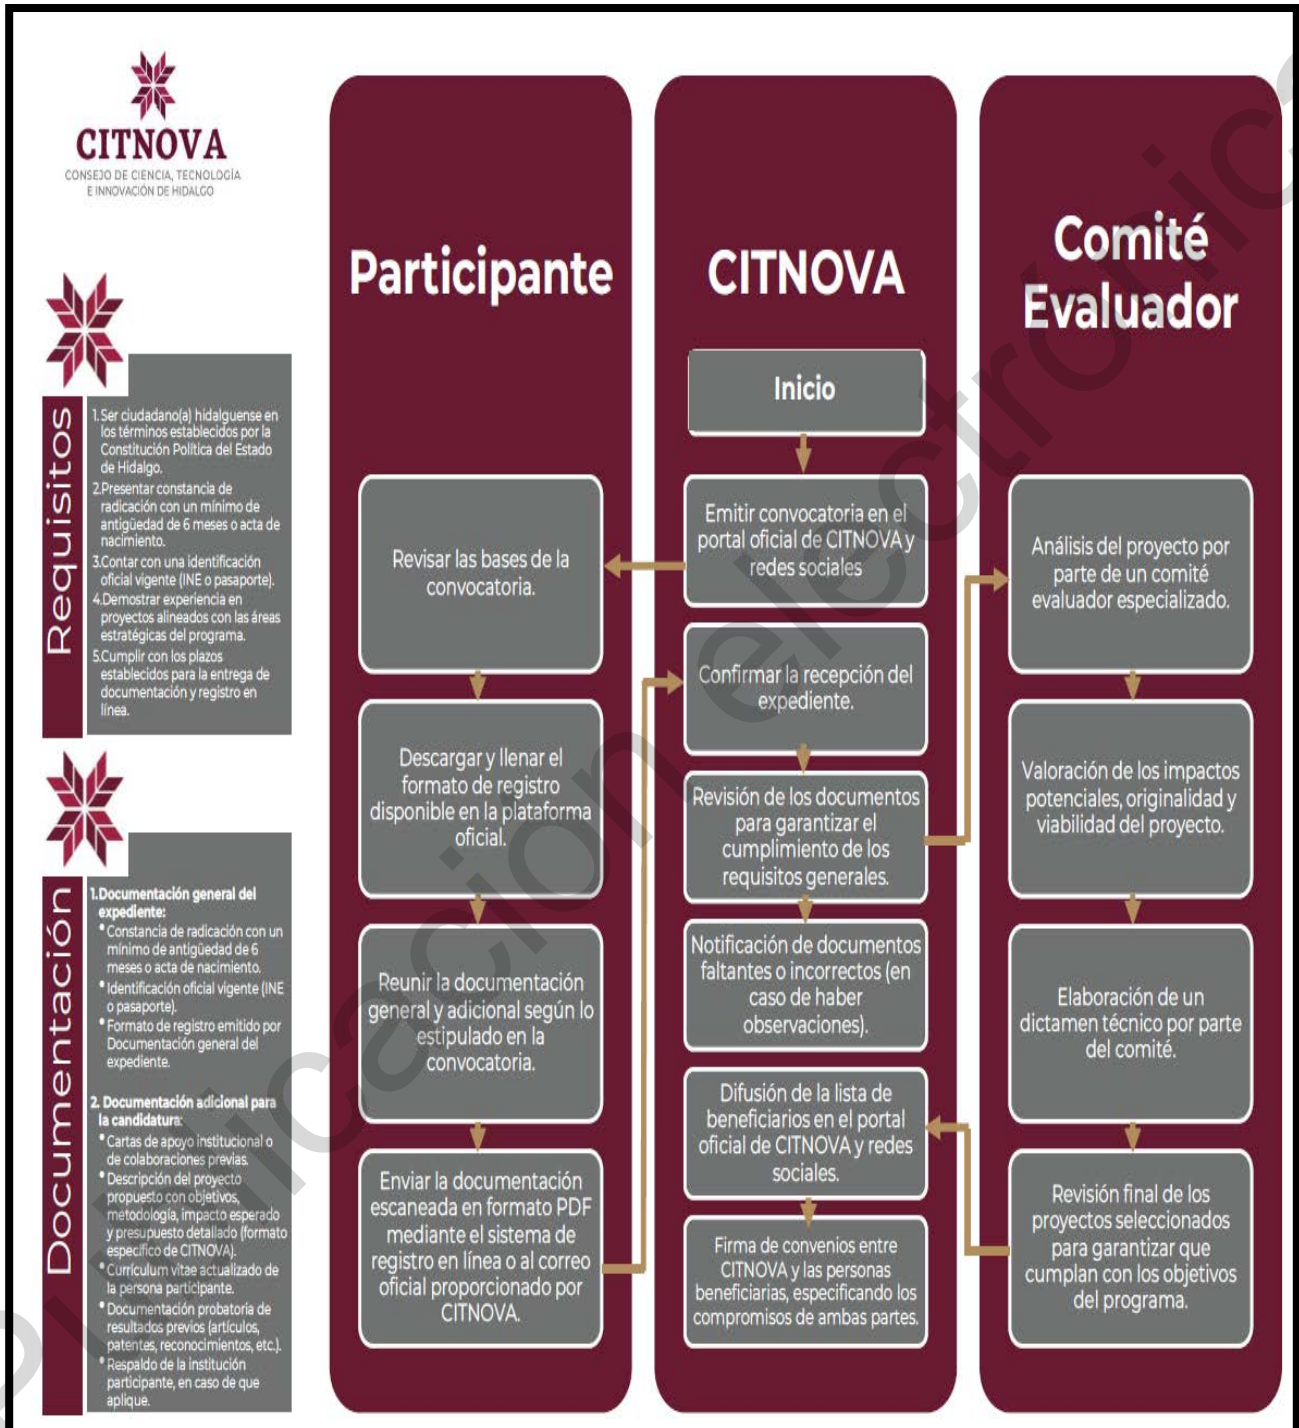 CITNOVA
CONSEJO DE CIENCIA, TECNOLOGÍA
E INNOVACIÓN DE HIDALGO
Requisitos
1.Ser ciudadano(a) hidalguense en
los términos establecidos por la
Constitución Política del Estado
de Hidalgo.
2.Presentar constancia de
radicación con un mínimo de
antigüedad de 6 meses o acta de
nacimiento.
3.Contar con una identificación
oficial vigente (INE o pasaporte).
4.Demostrar experiencia en
proyectos alineados con las áreas
estratégicas del programa.
5.Cumplir con los plazos
establecidos para la entrega de
documentación y registro en
línea.
Documentación
1.Documentación general del
expediente:
• Constancia de radicación con un
mínimo de antigüedad de 6
meses o acta de nacimiento.
• Identificación oficial vigente (INE
o pasaporte).
• Formato de registro emitido por
Documentación general del
expediente.
2. Documentación adicional para
la candidatura:
• Cartas de apoyo institucional o
de colaboraciones previas.
• Descripción del proyecto
propuesto con objetivos,
metodología, impacto esperado
y presupuesto detallado (formato
específico de CITNOVA).
• Currículum vitae actualizado de
la persona participante.
• Documentación probatoria de
resultados previos (artículos,
patentes, reconocimientos, etc.).
• Respaldo de la institución
participante, en caso de que
aplique.
Participante
Revisar las bases de la
convocatoria.
Descargar y llenar el
formato de registro
disponible en la plataforma
oficial.
Reunir la documentación
general y adicional según lo
estipulado en la
convocatoria.
Enviar la documentación
escaneada en formato PDF
mediante el sistema de
registro en línea o al correo
oficial proporcionado por
CITNOVA.
CITNOVA
Inicio
Emitir convocatoria en el
portal oficial de CITNOVA y
redes sociales
Confirmar la recepción del
expediente.
Revisión de los documentos
para garantizar el
cumplimiento de los
requisitos generales.
Notificación de documentos
faltantes o incorrectos (en
caso de haber
observaciones).
Difusión de la lista de
beneficiarios en el portal
oficial de CITNOVA y redes
sociales.
Firma de convenios entre
CITNOVA y las personas
beneficiarias, especificando los
compromisos de ambas partes.
Comité
Evaluador
Análisis del proyecto por
parte de un comité
evaluador especializado.
Valoración de los impactos
potenciales, originalidad y
viabilidad del proyecto.
Elaboración de un
dictamen técnico por parte
del comité.
Revisión final de los
proyectos seleccionados
para garantizar que
cumplan con los objetivos
del programa.
Publicación electrónica